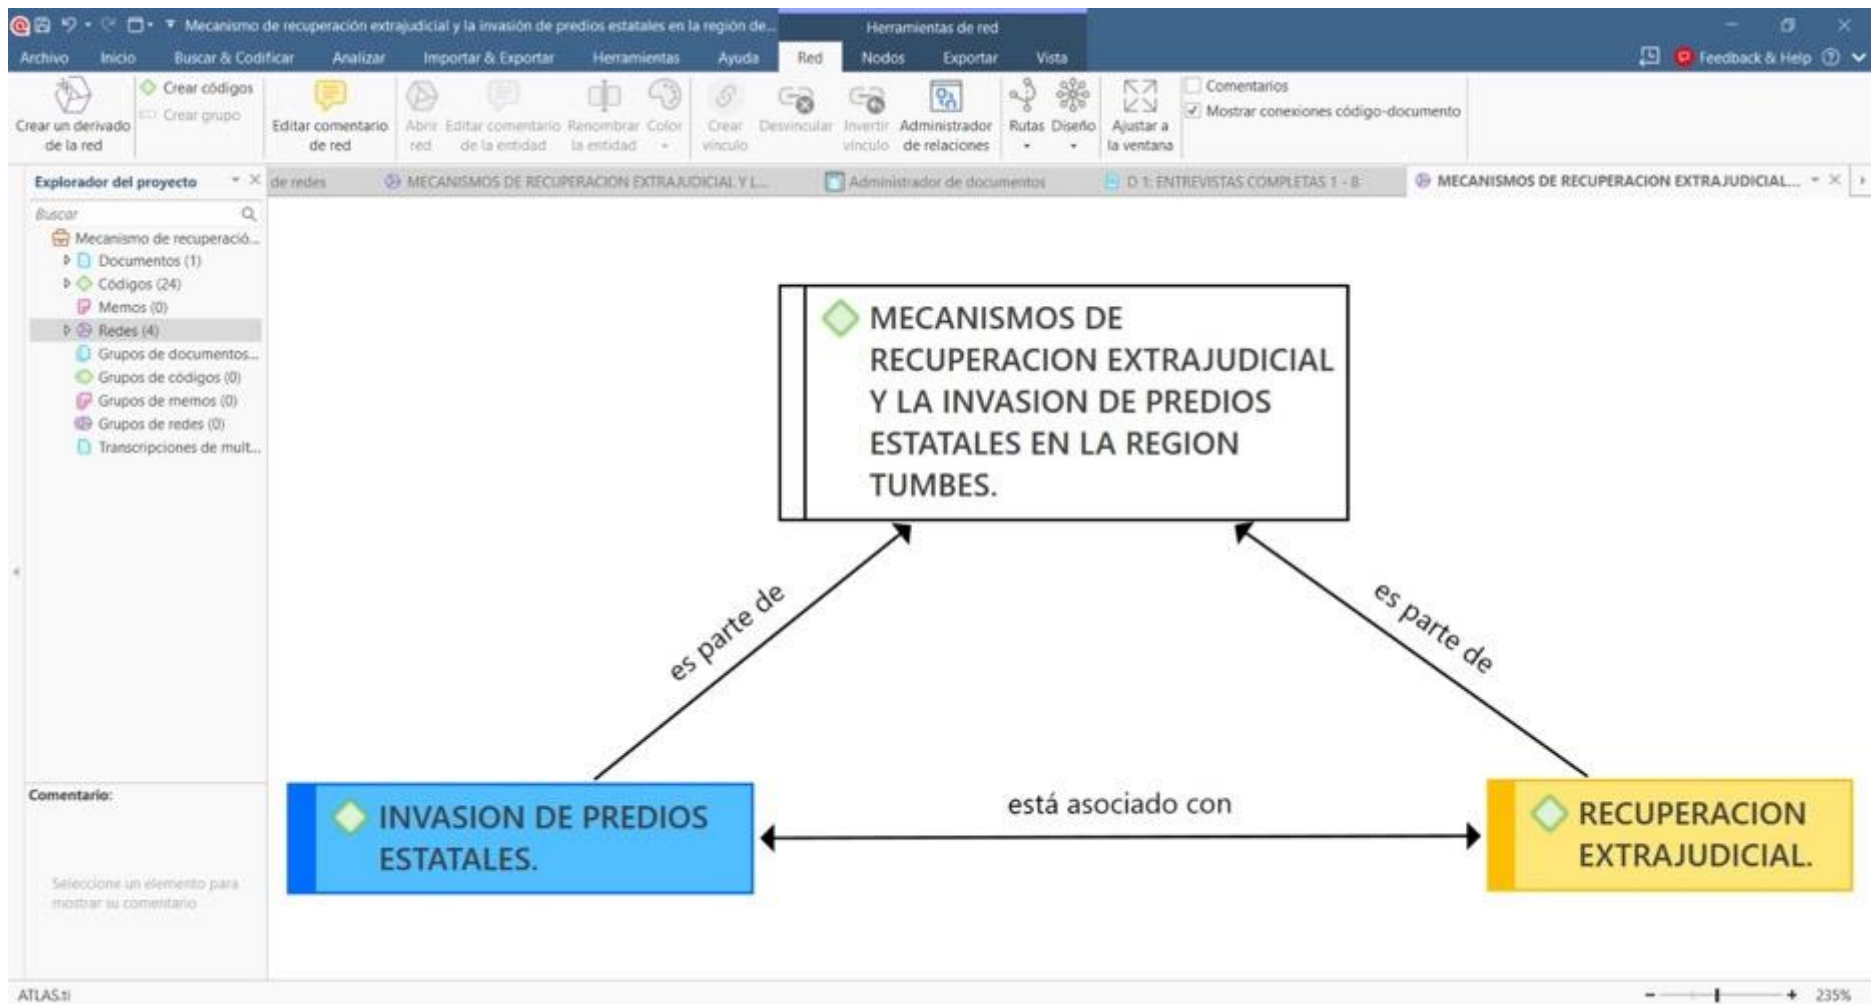 Mecanismo de recuperación extrajudicial y la invasión de predios estatales en la región de...
Herramientas de red
Archivo Inicio Buscar & Codificar Analizar Importar & Exportar Herramientas Ayuda Red Nodos Exportar Vista Feedback & Help
Crear un derivado
de la red
Crear códigos
Crear grupo
Editar comentario
de red
Abrir
red
Editar comentario
de la entidad
Renombrar
la entidad
Color
Crear
vínculo
Desvincular
Invertir
vínculo
Administrador
de relaciones
Rutas
Diseño
Ajustar a
la ventana
Comentarios
Mostrar conexiones código-documento
Explorador del proyecto
de redes
MECANISMOS DE RECUPERACION EXTRAJUDICIAL Y L...
Administrador de documentos
D 1: ENTREVISTAS COMPLETAS 1 - 8
MECANISMOS DE RECUPERACION EXTRAJUDICIAL...
Buscar
Mecanismo de recuperació...
Documentos (1)
Códigos (24)
Memos (0)
Redes (4)
Grupos de documentos...
Grupos de códigos (0)
Grupos de memos (0)
Grupos de redes (0)
Transcripciones de mult...
MECANISMOS DE
RECUPERACION EXTRAJUDICIAL
Y LA INVASION DE PREDIOS
ESTATALES EN LA REGION
TUMBES.
es parte de
es parte de
INVASION DE PREDIOS
ESTATALES.
está asociado con
RECUPERACION
EXTRAJUDICIAL.
Comentario:
Seleccione un elemento para
mostrar su comentario
ATLAS.ti
235%